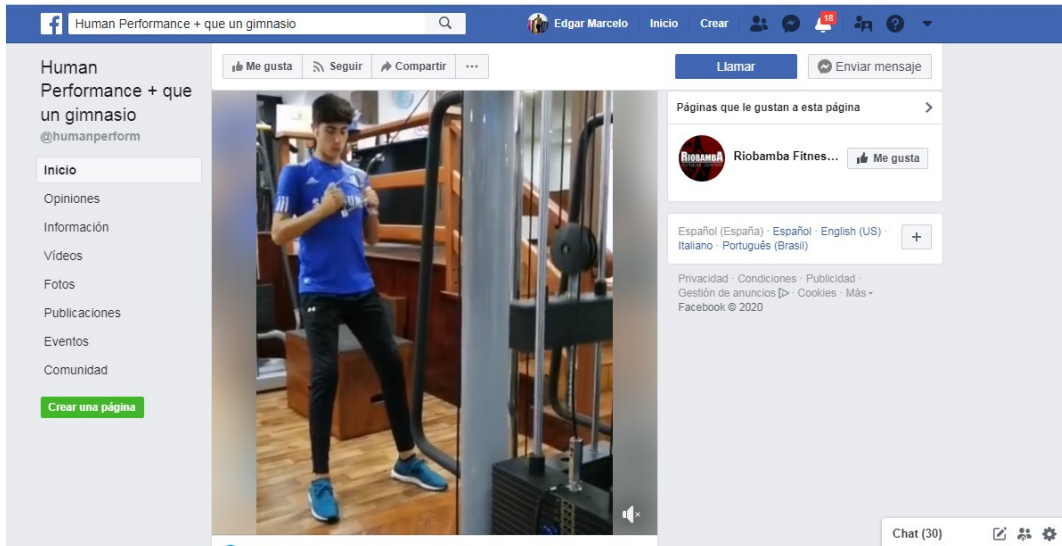 Human Performance + que un gimnasio
Edgar Marcelo Inicio Crear 18
Human
Performance + que
un gimnasio
@humanperform
Inicio
Opiniones
Información
Vídeos
Fotos
Publicaciones
Eventos
Comunidad
Crear una página
Me gusta Seguir Compartir ...
Llamar Enviar mensaje
Páginas que le gustan a esta página
RIOBAMBA
Riobamba Fitnes... Me gusta
Español (España) · Español · English (US) ·
Italiano · Português (Brasil)
Privacidad · Condiciones · Publicidad ·
Gestión de anuncios · Cookies · Más
Facebook © 2020
Chat (30)